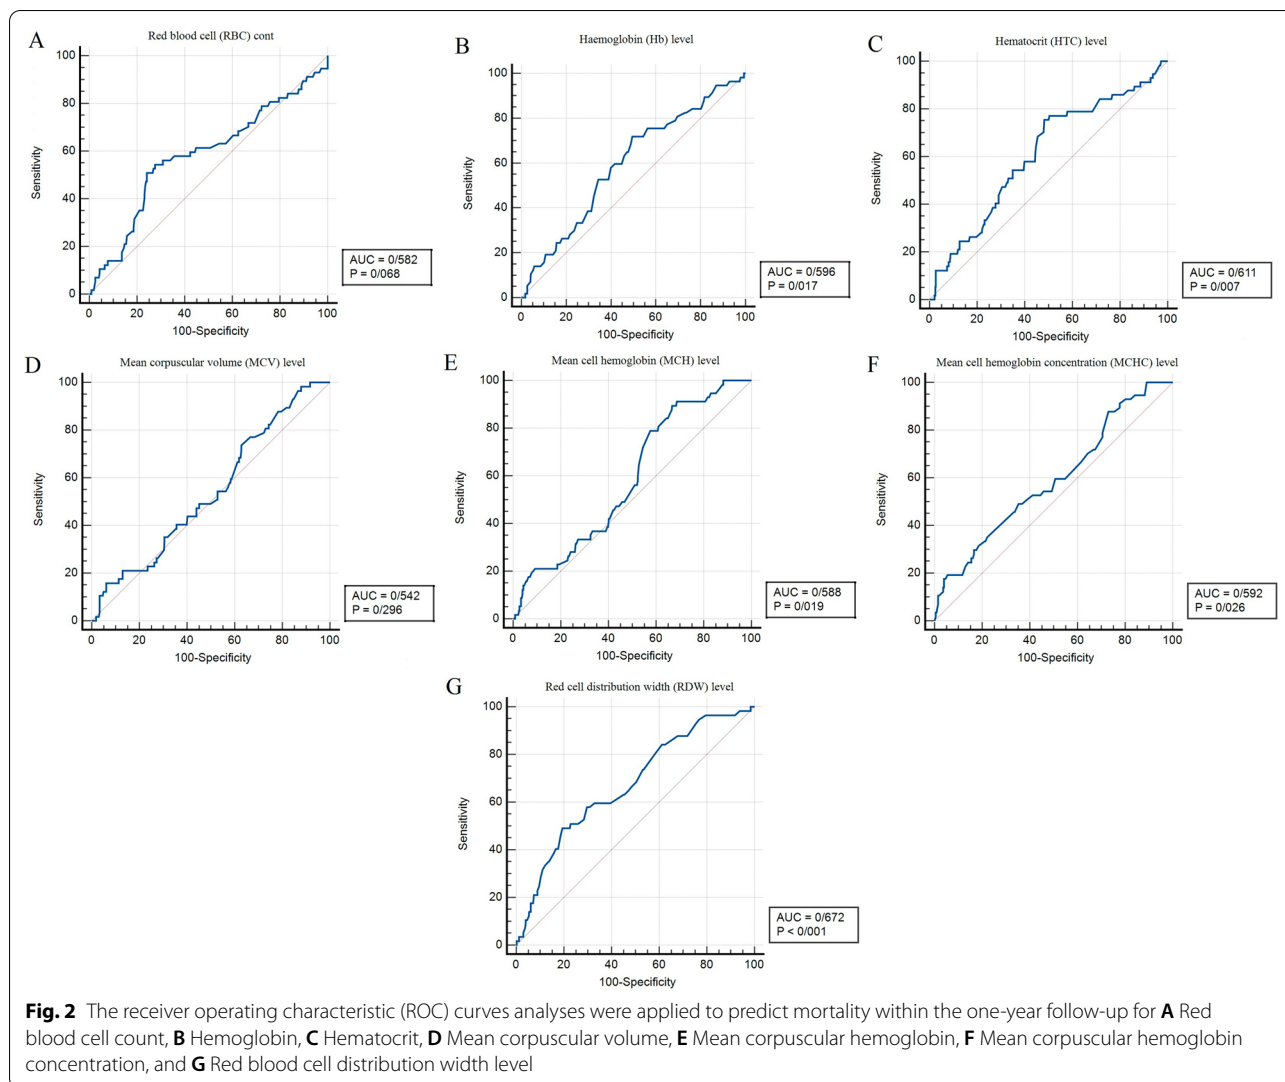 A
Red blood cell (RBC) cont
100
80
60
40
20
0
Sensitivity
0 20 40 60 80 100
100-Specificity
AUC = 0/582
P = 0/068
B
Haemoglobin (Hb) level
100
80
60
40
20
0
Sensitivity
0 20 40 60 80 100
100-Specificity
AUC = 0/596
P = 0/017
C
Hematocrit (HTC) level
100
80
60
40
20
0
Sensitivity
0 20 40 60 80 100
100-Specificity
AUC = 0/611
P = 0/007
D
Mean corpuscular volume (MCV) level
100
80
60
40
20
0
Sensitivity
0 20 40 60 80 100
100-Specificity
AUC = 0/542
P = 0/296
E
Mean cell hemoglobin (MCH) level
100
80
60
40
20
0
Sensitivity
0 20 40 60 80 100
100-Specificity
AUC = 0/588
P = 0/019
F
Mean cell hemoglobin concentration (MCHC) level
100
80
60
40
20
0
Sensitivity
0 20 40 60 80 100
100-Specificity
AUC = 0/592
P = 0/026
G
Red cell distribution width (RDW) level
100
80
60
40
20
0
Sensitivity
0 20 40 60 80 100
100-Specificity
AUC = 0/672
P < 0/001
Fig. 2 The receiver operating characteristic (ROC) curves analyses were applied to predict mortality within the one-year follow-up for A Red
blood cell count, B Hemoglobin, C Hematocrit, D Mean corpuscular volume, E Mean corpuscular hemoglobin, F Mean corpuscular hemoglobin
concentration, and G Red blood cell distribution width level